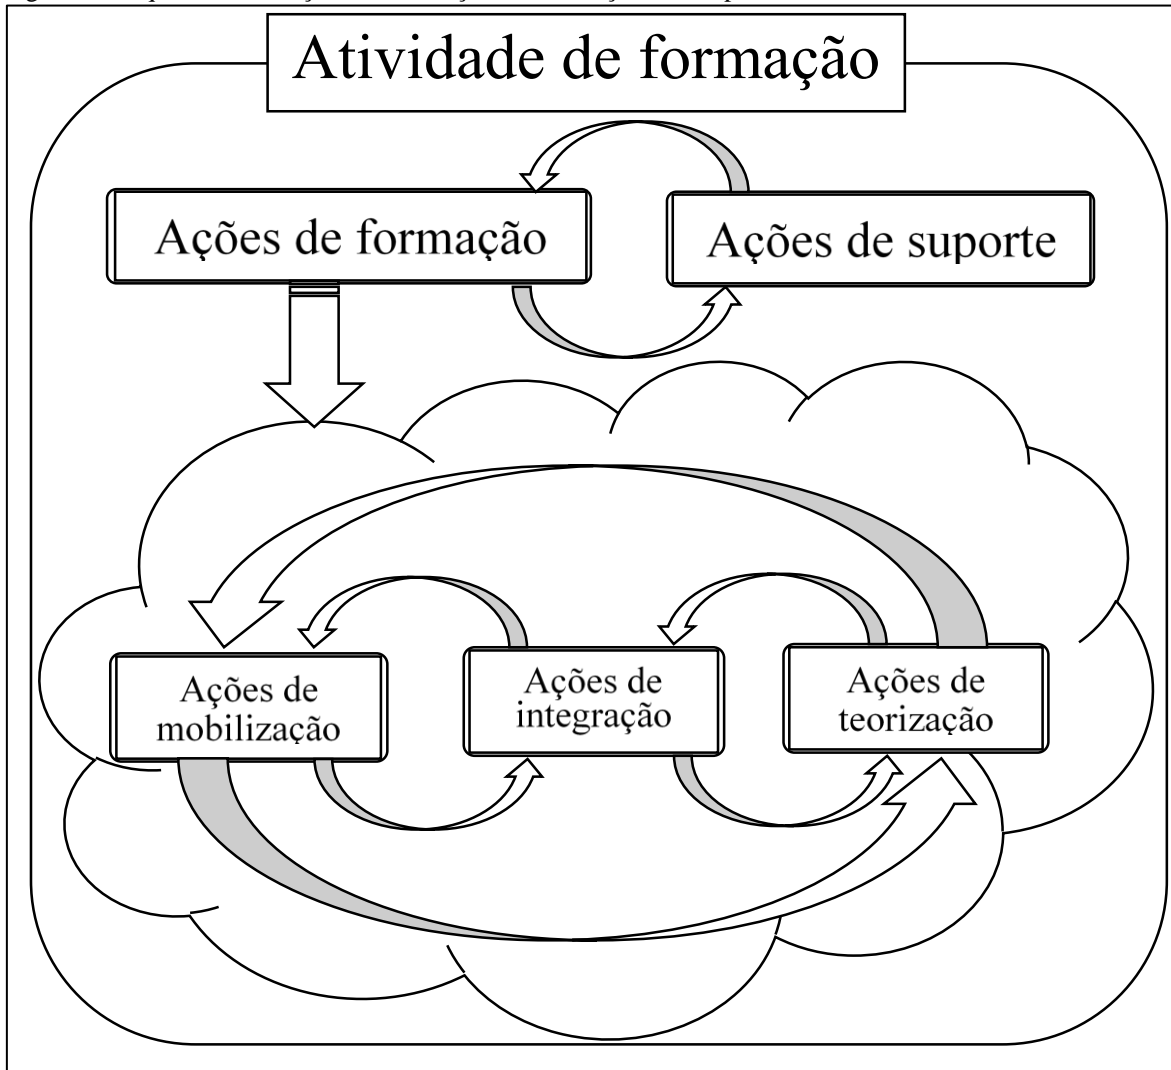 Atividade de formação
Ações de formação
Ações de suporte
Ações de
mobilização
Ações de
integração
Ações de
teorização